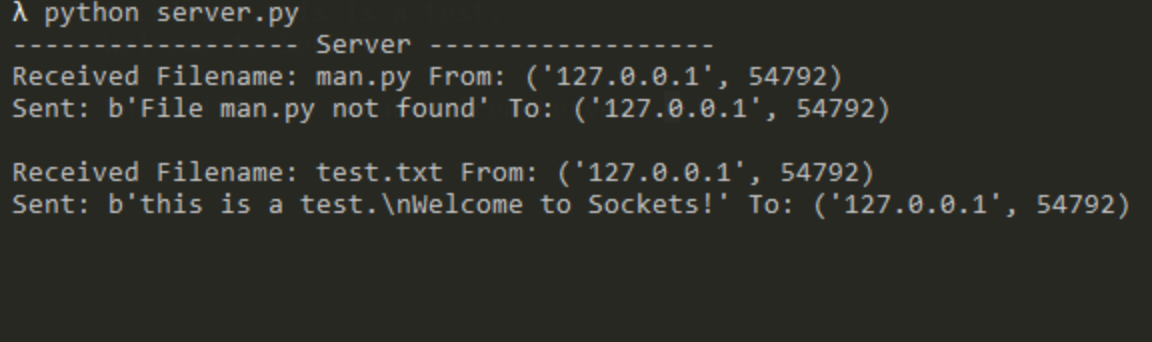 λ python server.py
------------------ Server ------------------
Received Filename: man.py From: ('127.0.0.1', 54792)
Sent: b'File man.py not found' To: ('127.0.0.1', 54792)
Received Filename: test.txt From: ('127.0.0.1', 54792)
Sent: b'this is a test.\nWelcome to Sockets!' To: ('127.0.0.1', 54792)